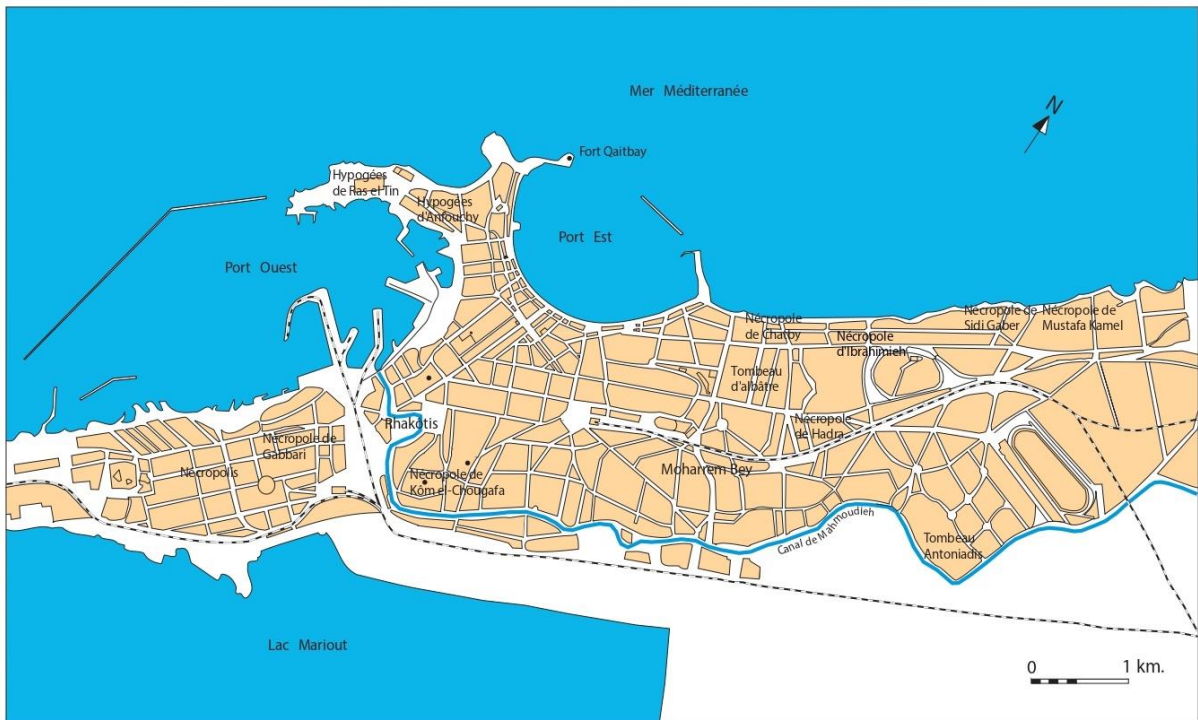 Mer Méditerranée
N
Fort Qaitbay
Hypogées
de Ras el Tin
Hypogées
d'Anfouchy
Port Est
Port Ouest
Nécropole
de Chatby
Nécropole
d'Ibrahimieh
Nécropole de
Sidi Gaber
Nécropole de
Mustafa Kamel
Tombeau
d'albâtre
Rhakotis
Nécropole
de Hadra
Nécropole de
Gabbari
Nécropolis
Moharrem Bey
Nécropole de
Kôm el-Chougafa
Canal de Mahmoudieh
Tombeau
Antoniadis
Lac Mariout
0 1 km.